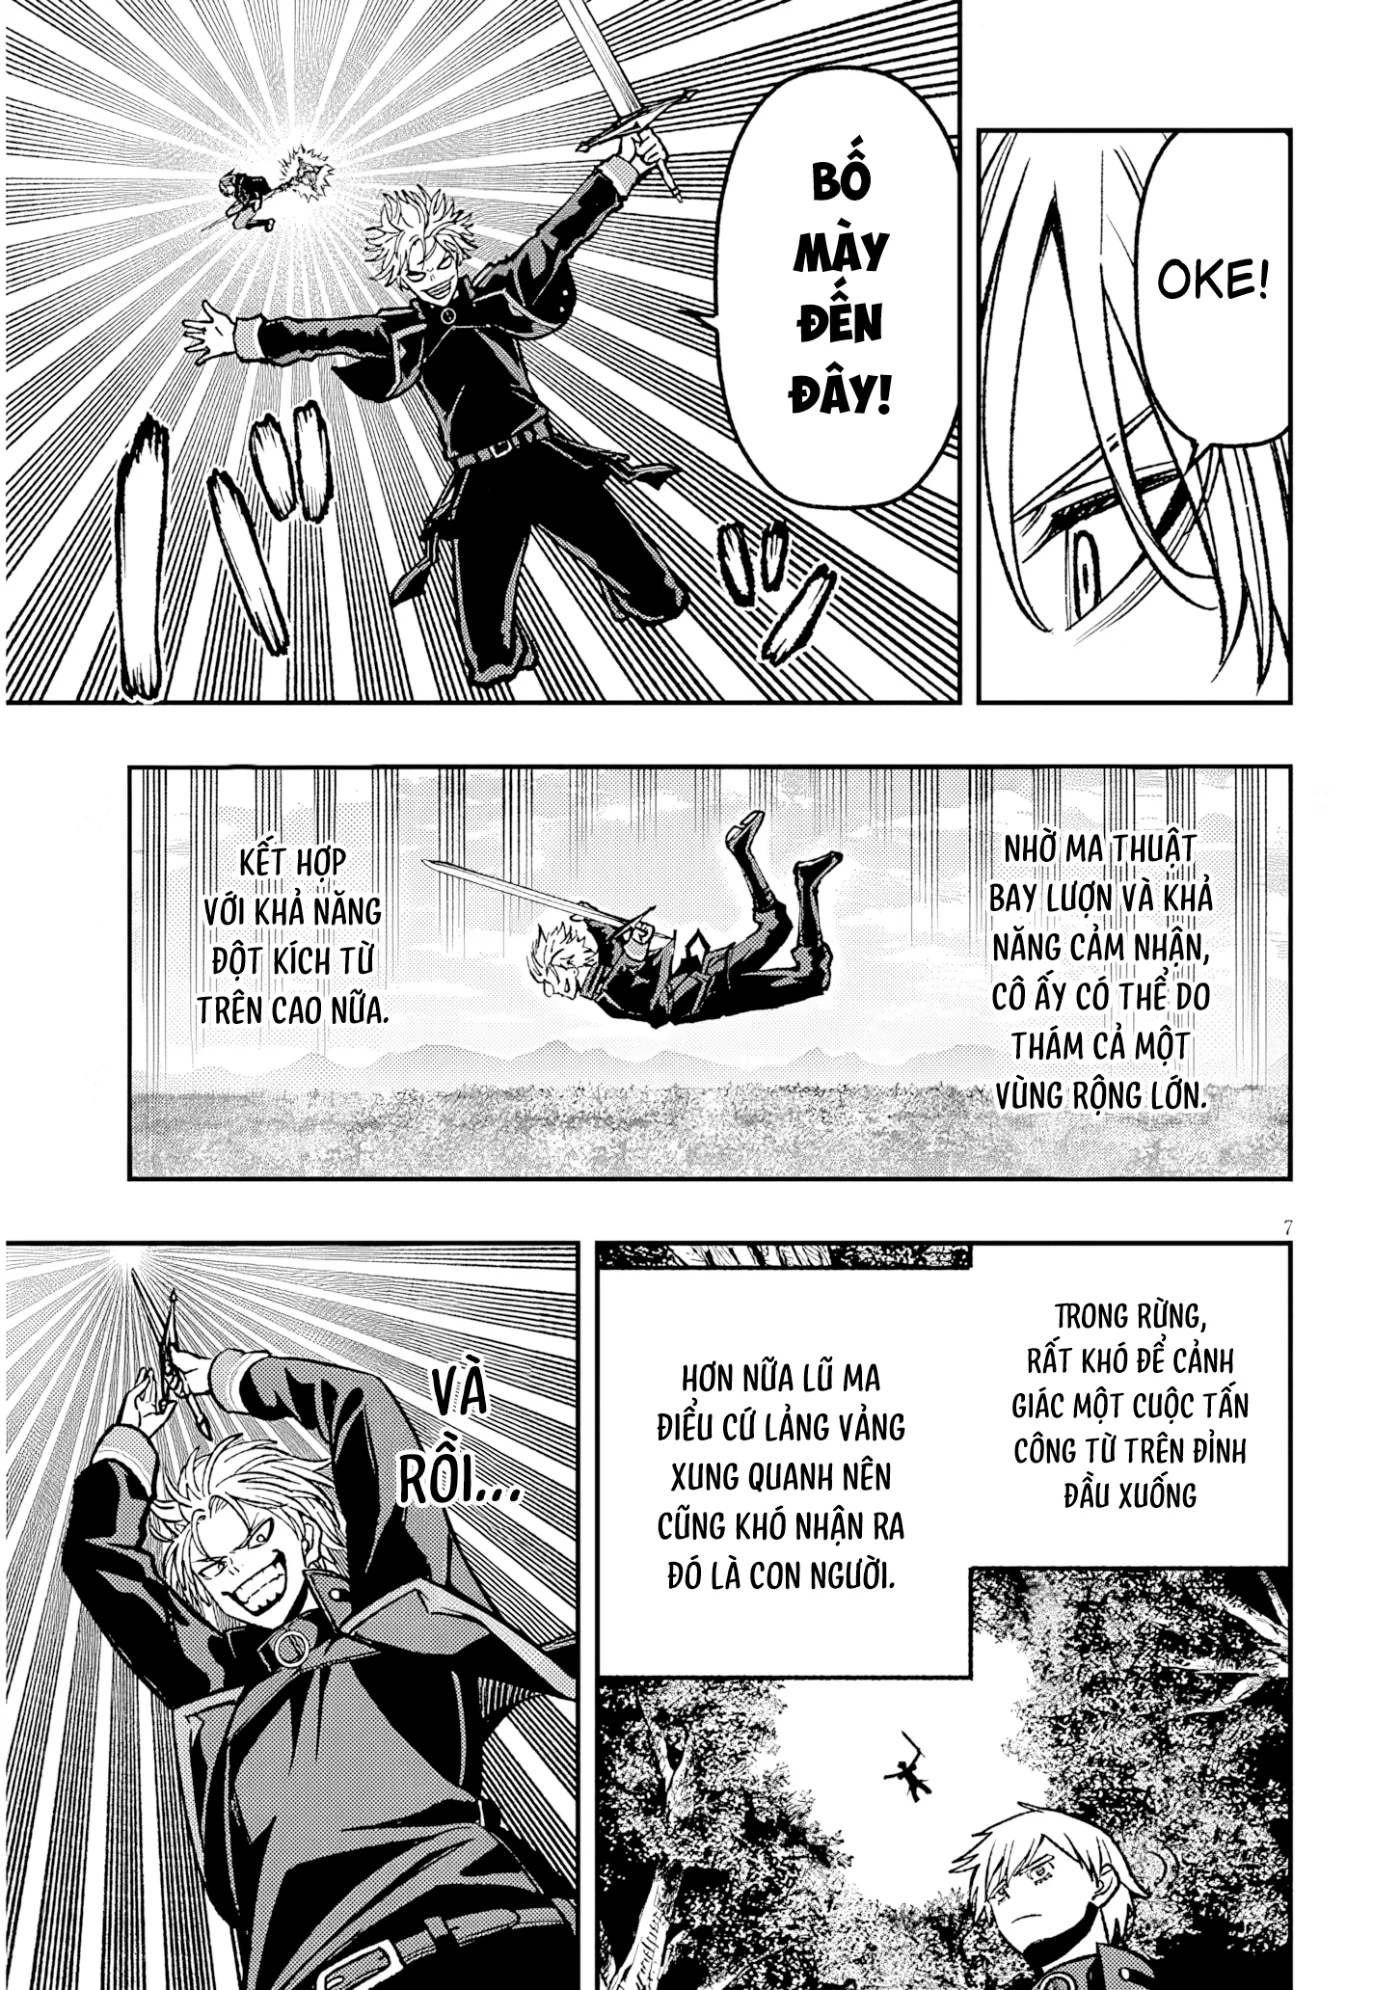 OKE!
BỐ
MÀY
ĐẾN
ĐÂY!
NHỜ MA THUẬT
BAY LƯỢN VÀ KHẢ
NĂNG CẢM NHẬN,
CÔ ẤY CÓ THỂ DO
THÁM CẢ MỘT
VÙNG RỘNG LỚN.
KẾT HỢP
VỚI KHẢ NĂNG
ĐỘT KÍCH TỪ
TRÊN CAO NỮA.
7
TRONG RỪNG,
RẤT KHÓ ĐỂ CẢNH
GIÁC MỘT CUỘC TẤN
CÔNG TỪ TRÊN ĐỈNH
ĐẦU XUỐNG
HƠN NỮA LŨ MA
ĐIỂU CỨ LẢNG VẢNG
XUNG QUANH NÊN
CŨNG KHÓ NHẬN RA
ĐÓ LÀ CON NGƯỜI.
VÀ
RỒI...